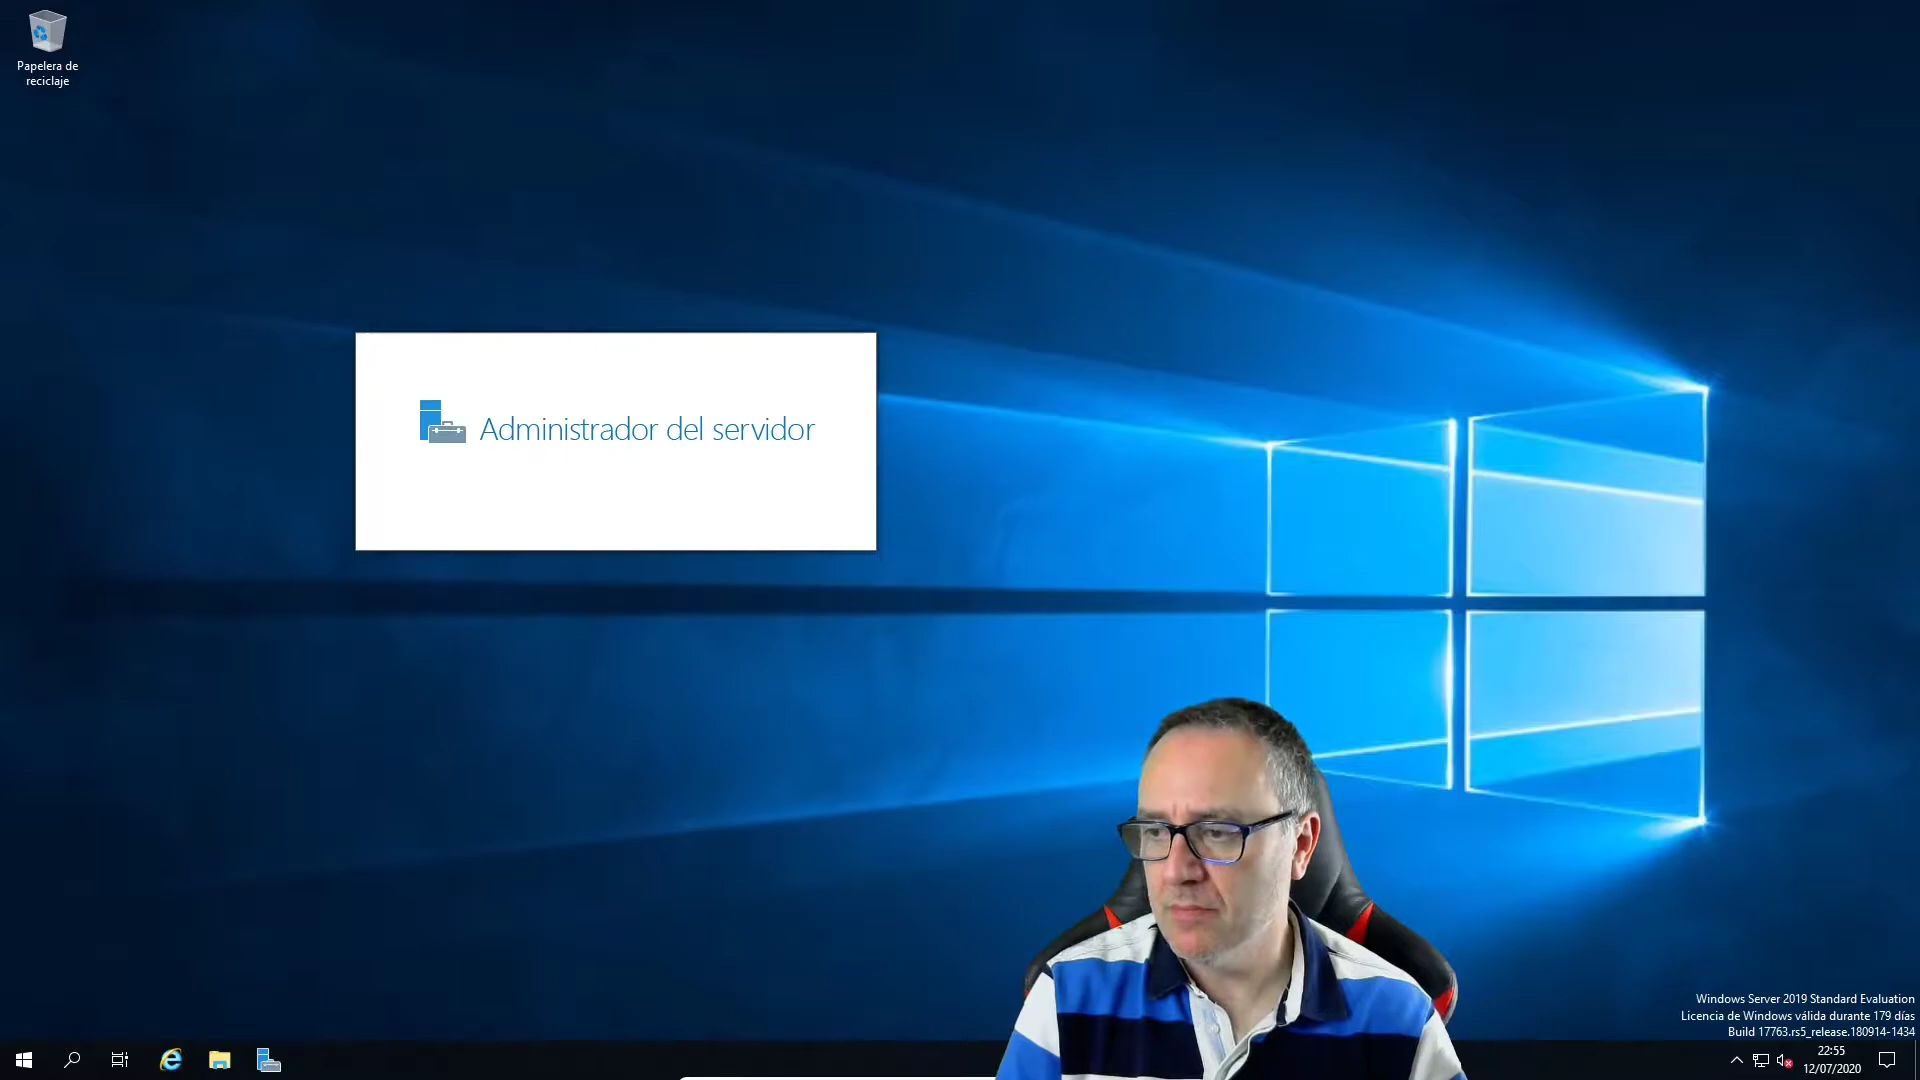 Papelera de
reciclaje
Administrador del servidor
Windows Server 2019 Standard Evaluation
Licencia de Windows válida durante 179 días
Build 17763.rs5_release.180914-1434
22:55
12/07/2020